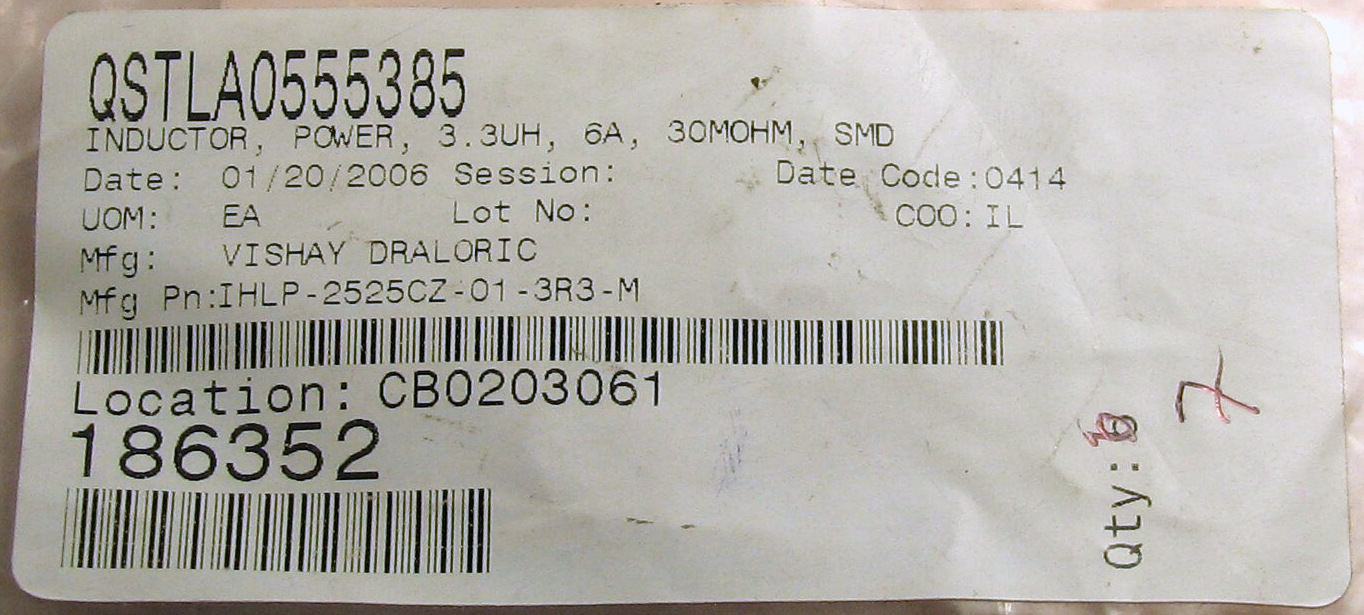 QSTLA0555385
INDUCTOR, POWER, 3.3UH, 6A, 30MOHM, SMD
Date: 01/20/2006 Session: Date Code:0414
UOM: EA Lot No: COO:IL
Mfg: VISHAY DRALORIC
Mfg Pn:IHLP-2525CZ-01-3R3-M
Location: CB0203061
186352
Qty:
7